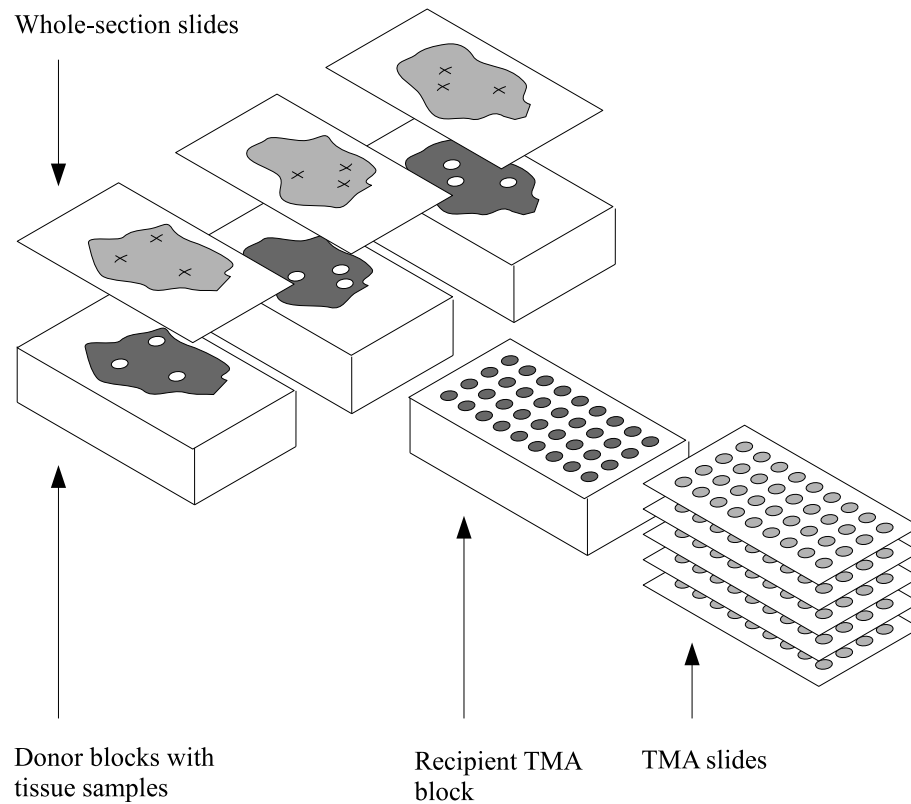 Whole-section slides
Donor blocks with
tissue samples
Recipient TMA
block
TMA slides